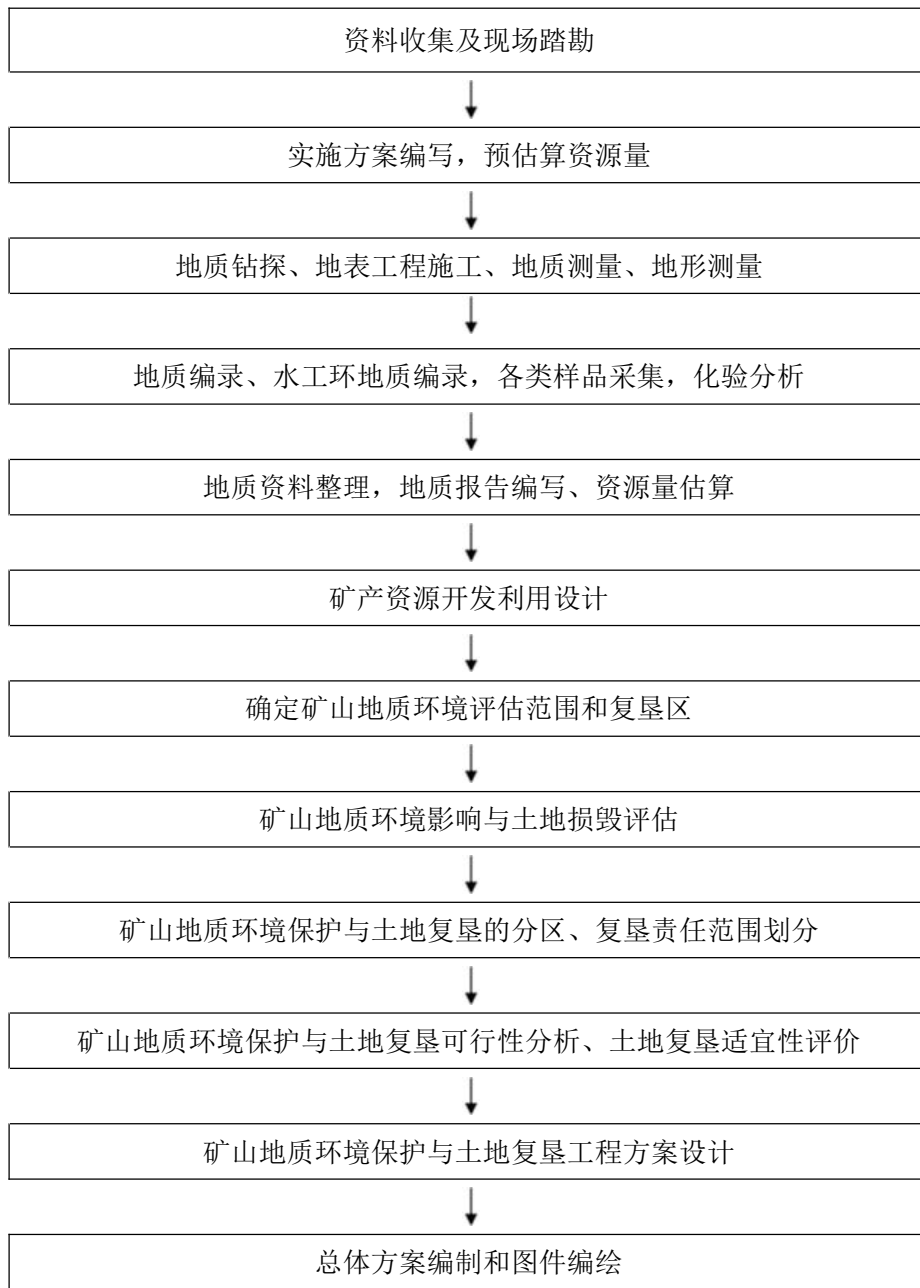 资料收集及现场踏勘
实施方案编写，预估算资源量
地质钻探、地表工程施工、地质测量、地形测量
地质编录、水工环地质编录，各类样品采集，化验分析
地质资料整理，地质报告编写、资源量估算
矿产资源开发利用设计
确定矿山地质环境评估范围和复垦区
矿山地质环境影响与土地损毁评估
矿山地质环境保护与土地复垦的分区、复垦责任范围划分
矿山地质环境保护与土地复垦可行性分析、土地复垦适宜性评价
矿山地质环境保护与土地复垦工程方案设计
总体方案编制和图件编绘